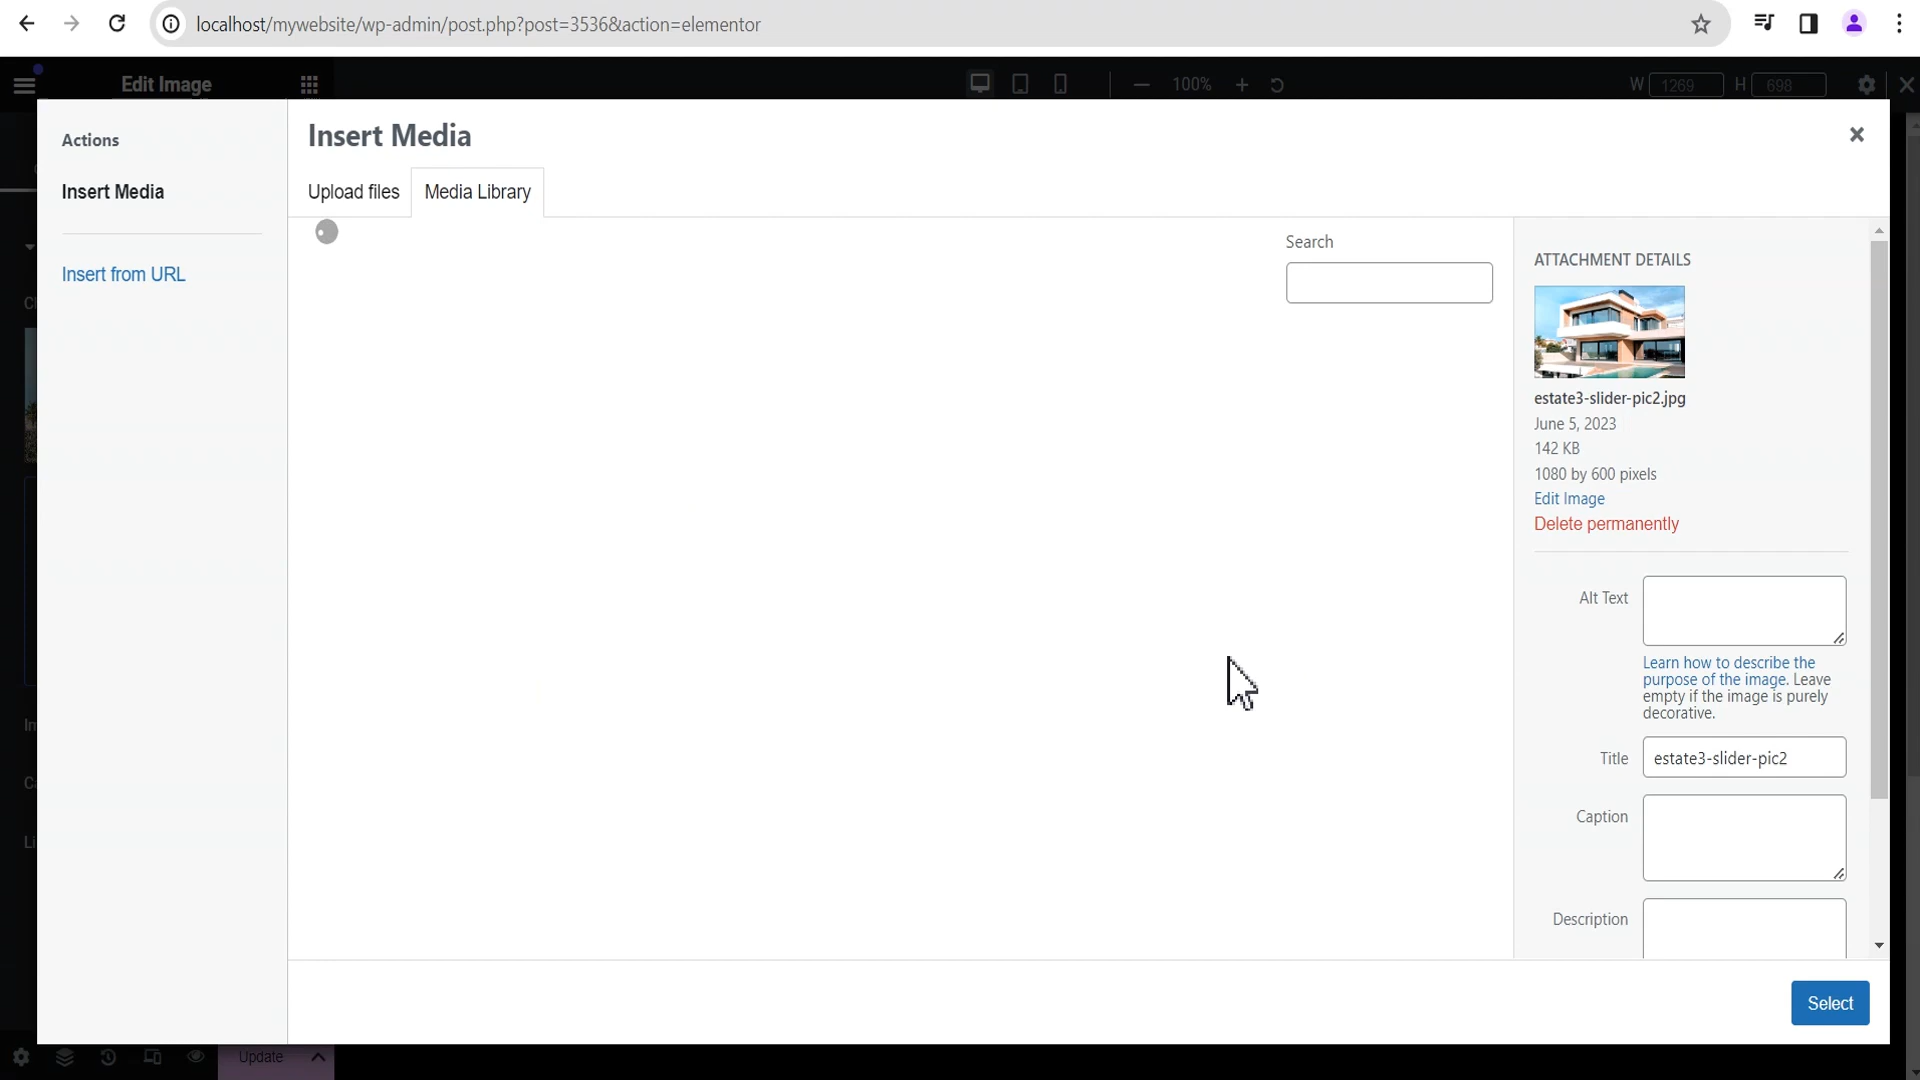 localhost/mywebsite/wp-admin/post.php?post=3536&action=elementor
Edit Image
100%
W 1269 H 698
Actions
Insert Media
Insert from URL
Insert Media
Upload files
Media Library
Search
ATTACHMENT DETAILS
estate3-slider-pic2.jpg
June 5, 2023
142 KB
1080 by 600 pixels
Edit Image
Delete permanently
Alt Text
Learn how to describe the
purpose of the image. Leave
empty if the image is purely
decorative.
Title estate3-slider-pic2
Caption
Description
Select
Update